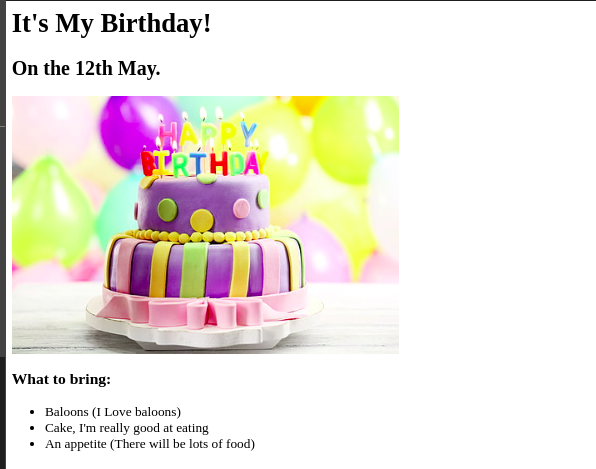 It's My Birthday!
On the 12th May.
HAPPY
BIRTHDAY
What to bring:
Baloons (I Love baloons)
Cake, I'm really good at eating
An appetite (There will be lots of food)